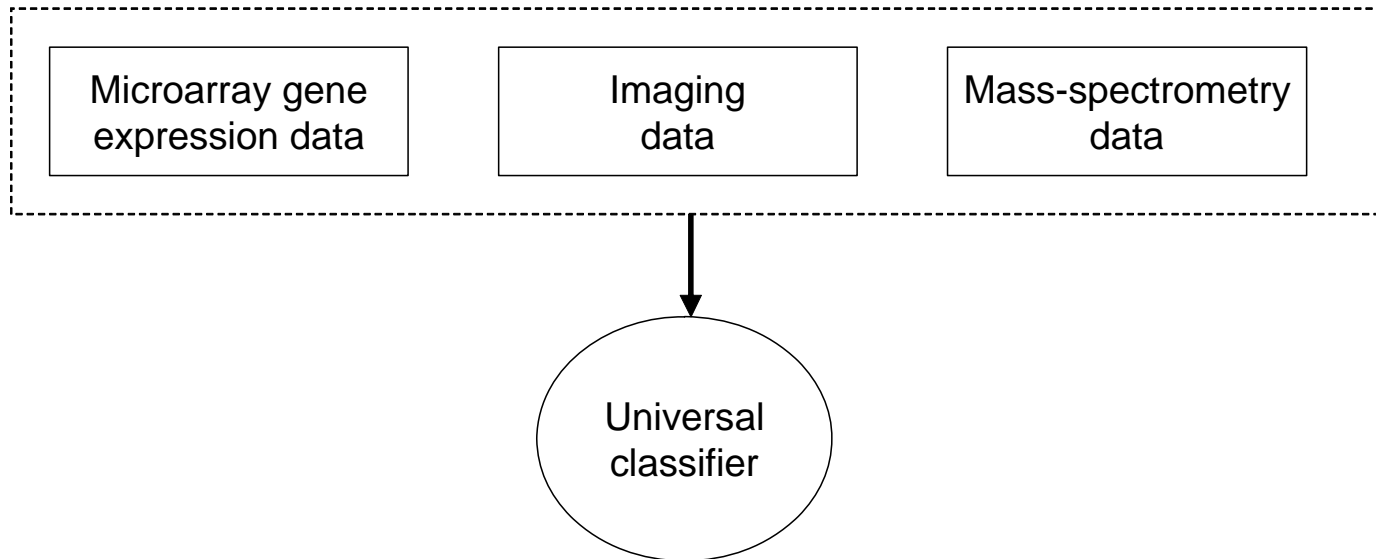 Microarray gene
expression data
Imaging
data
Mass-spectrometry
data
Universal
classifier